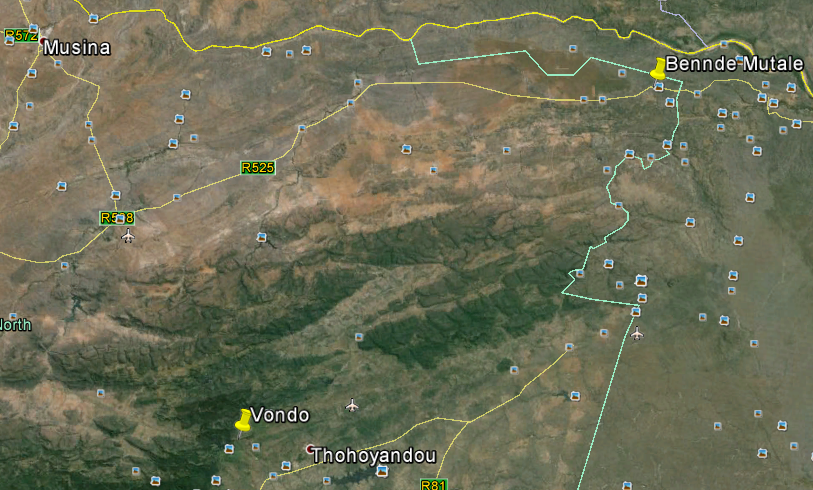 R572
Musina
Bennde Mutale
R525
R508
North
Vondo
Thohoyandou
R81